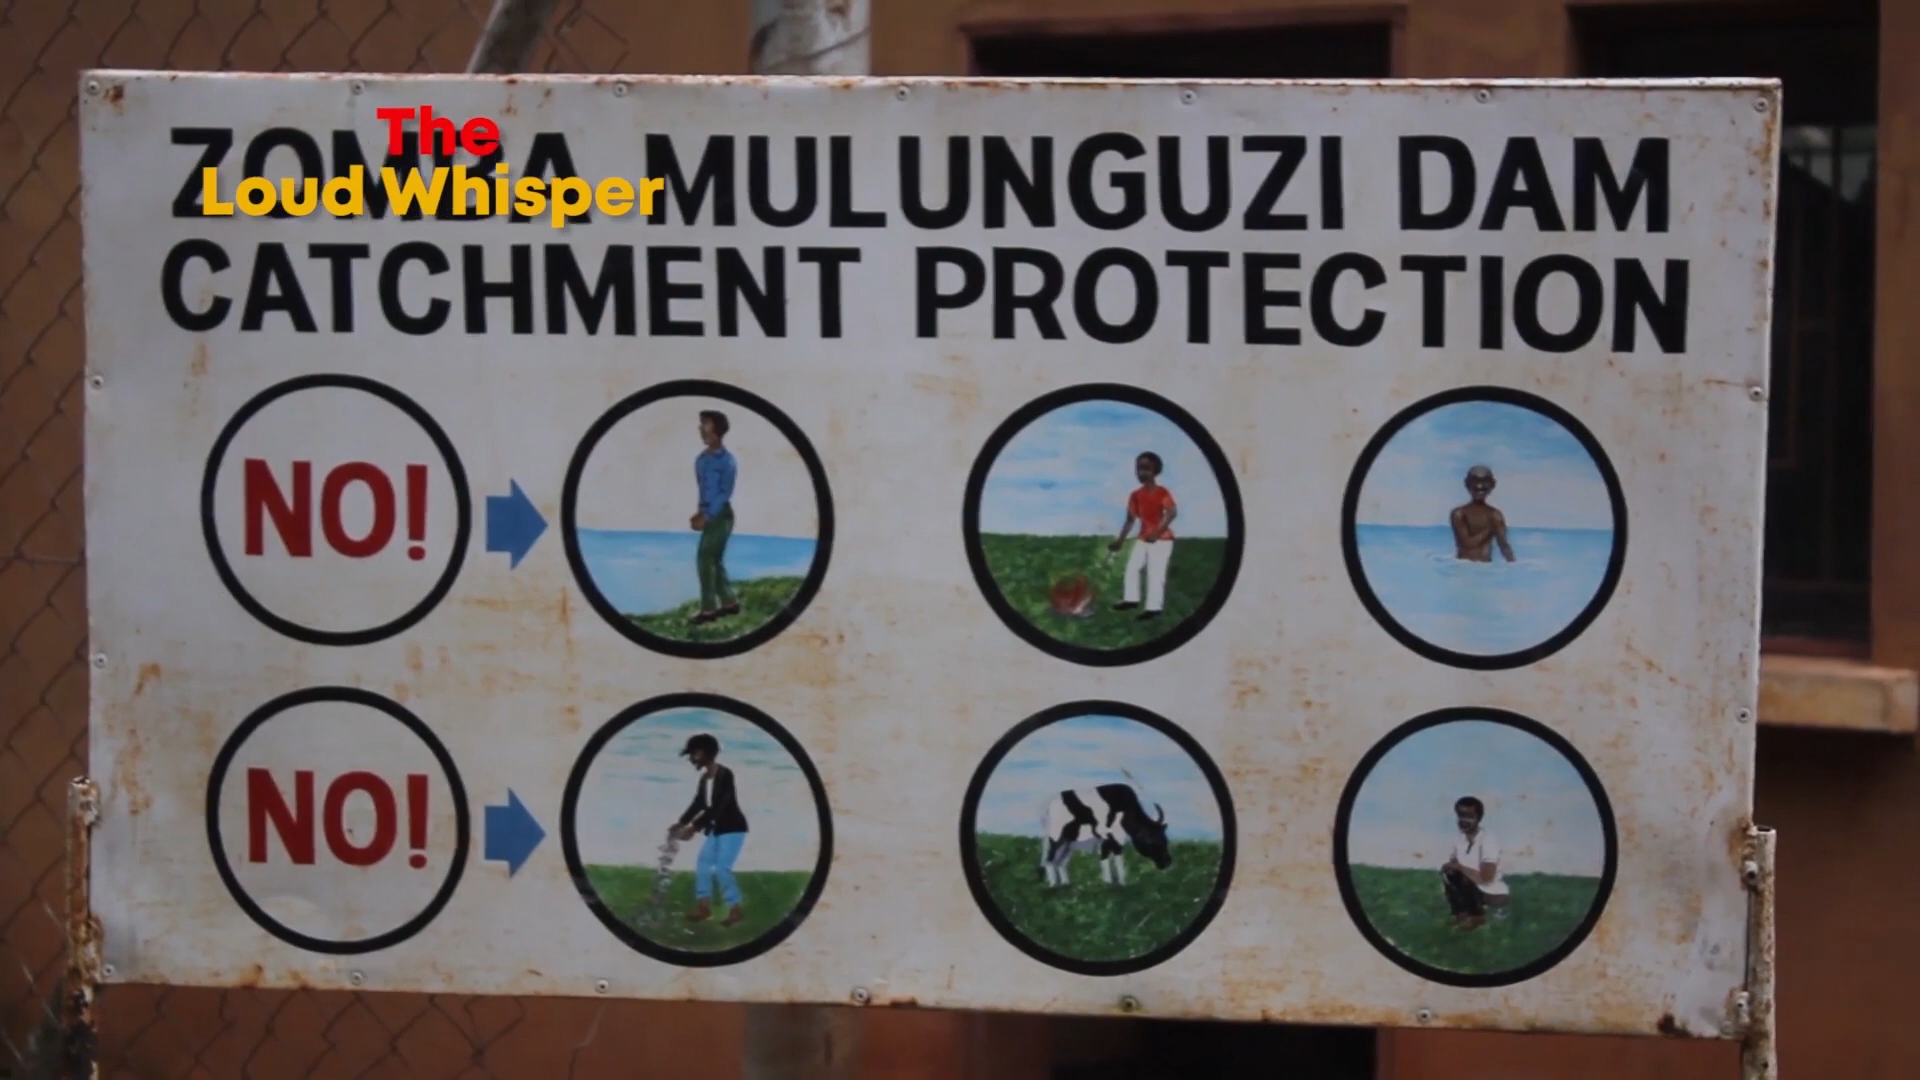 The
Loud Whisper
ZOMBA MULUNGUZI DAM
CATCHMENT PROTECTION
NO!
NO!